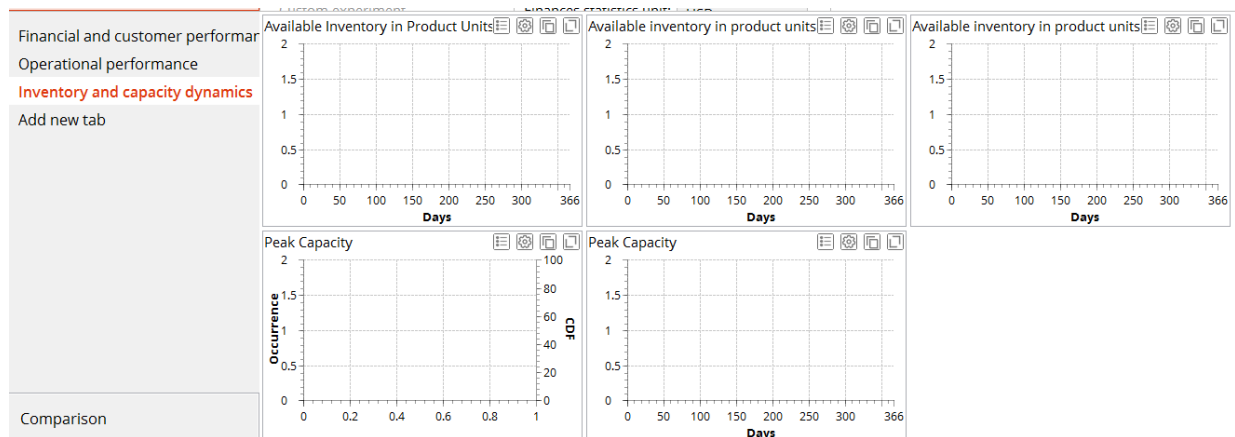 Custom experiment Finances statistics unit: USD
Financial and customer performar
Operational performance
Inventory and capacity dynamics
Add new tab
Comparison
Available Inventory in Product Units
2
1.5
1
0.5
0
0 50 100 150 200 250 300 366
Days
Available inventory in product units
2
1.5
1
0.5
0
0 50 100 150 200 250 300 366
Days
Available inventory in product units
2
1.5
1
0.5
0
0 50 100 150 200 250 300 366
Days
Peak Capacity
Occurrence
2
1.5
1
0.5
0
0 0.2 0.4 0.6 0.8 1
100
80
60
40
20
0
CDF
Peak Capacity
2
1.5
1
0.5
0
0 50 100 150 200 250 300 366
Days